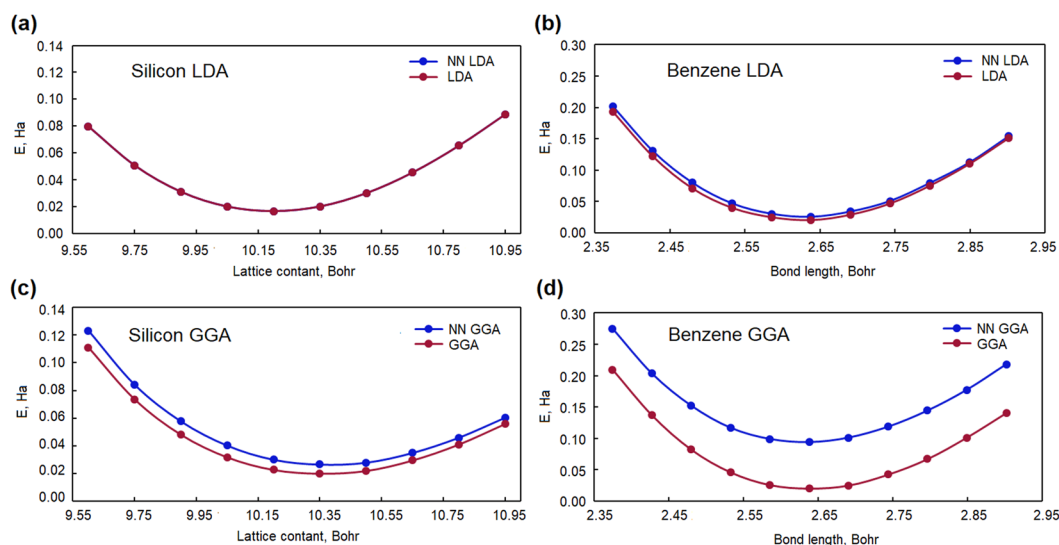 (a)
0.14
0.12
0.10
0.08
0.06
0.04
0.02
0.00
E, Ha
Silicon LDA
NN LDA
LDA
9.55 9.75 9.95 10.15 10.35 10.55 10.75 10.95
Lattice contant, Bohr
(b)
0.30
0.25
0.20
0.15
0.10
0.05
0.00
E, Ha
Benzene LDA
NN LDA
LDA
2.35 2.45 2.55 2.65 2.75 2.85 2.95
Bond length, Bohr
(c)
0.14
0.12
0.10
0.08
0.06
0.04
0.02
0.00
E, Ha
Silicon GGA
NN GGA
GGA
9.55 9.75 9.95 10.15 10.35 10.55 10.75 10.95
Lattice contant, Bohr
(d)
0.30
0.25
0.20
0.15
0.10
0.05
0.00
E, Ha
Benzene GGA
NN GGA
GGA
2.35 2.45 2.55 2.65 2.75 2.85 2.95
Bond length, Bohr